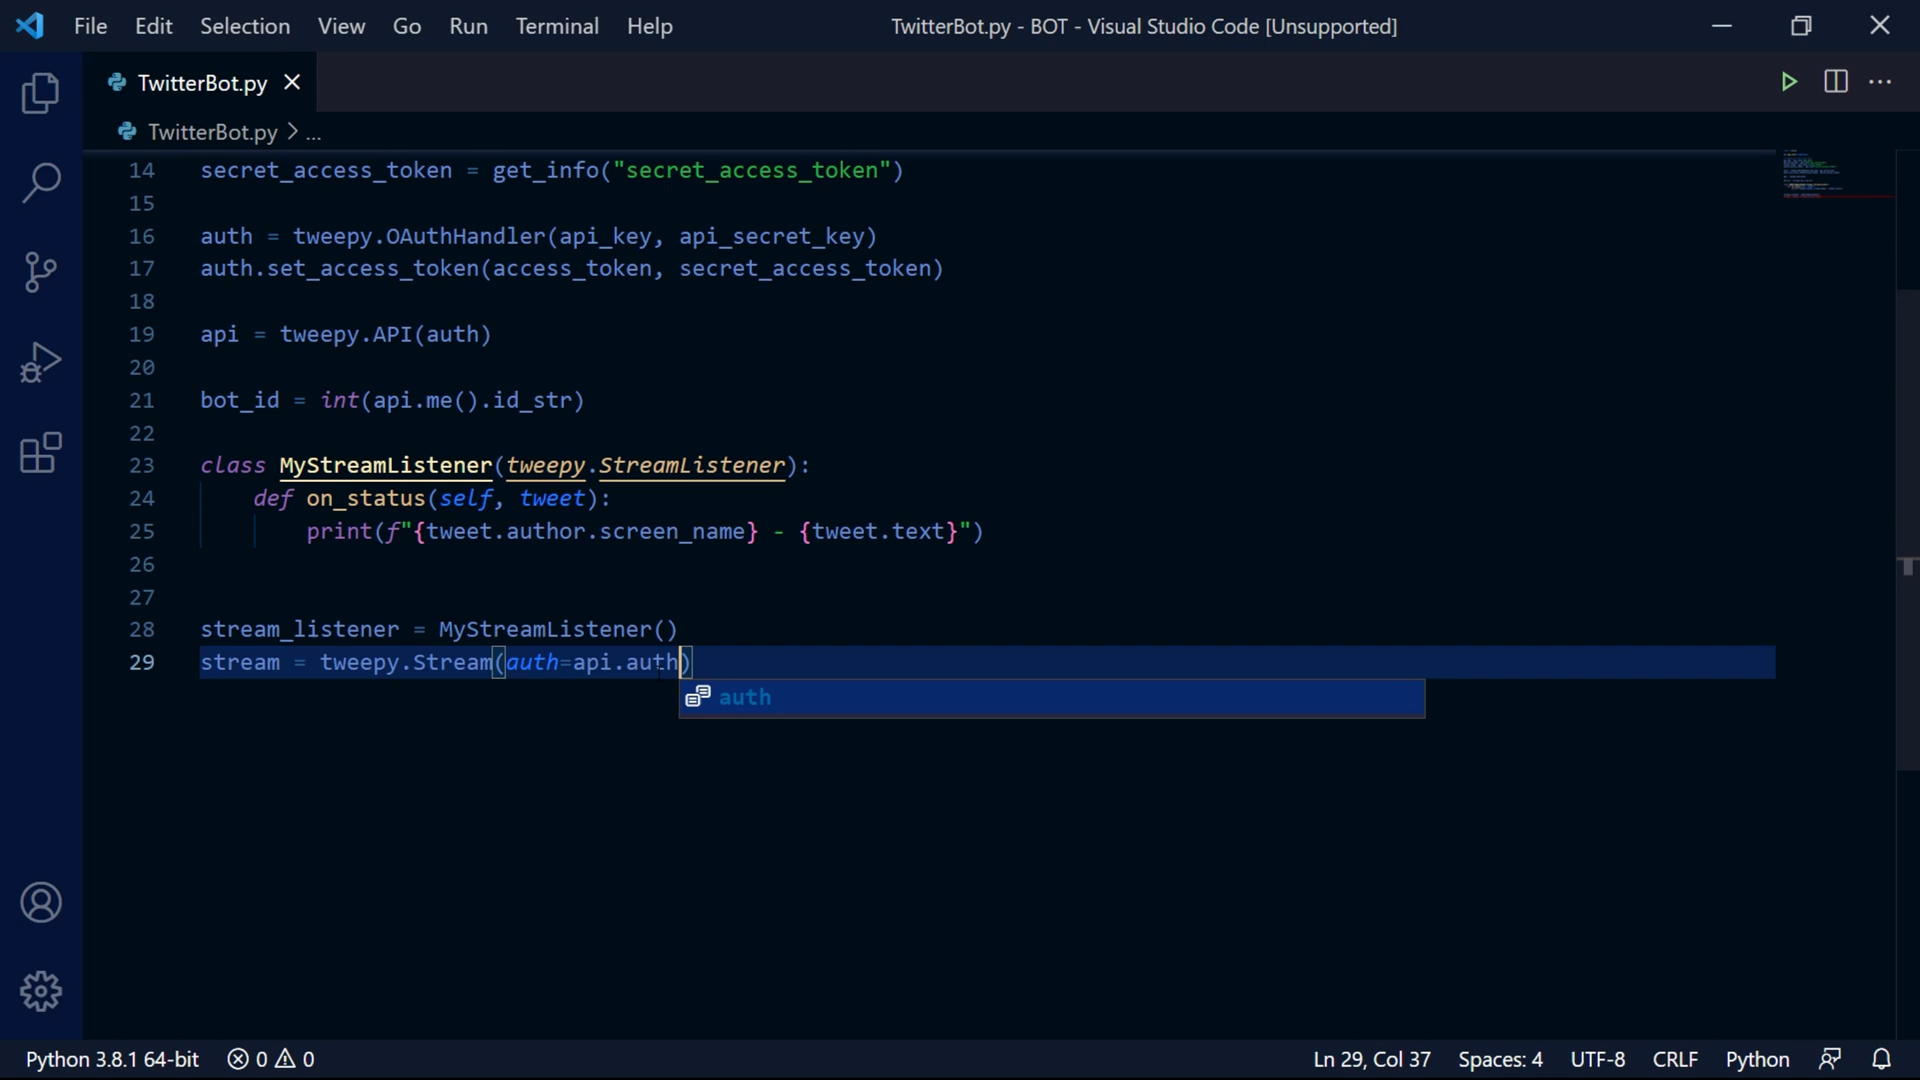 File Edit Selection View Go Run Terminal Help TwitterBot.py - BOT - Visual Studio Code [Unsupported]
TwitterBot.py
TwitterBot.py > ...
14 secret_access_token = get_info("secret_access_token")
15
16 auth = tweepy.OAuthHandler(api_key, api_secret_key)
17 auth.set_access_token(access_token, secret_access_token)
18
19 api = tweepy.API(auth)
20
21 bot_id = int(api.me().id_str)
22
23 class MyStreamListener(tweepy.StreamListener):
24 def on_status(self, tweet):
25 print(f"{tweet.author.screen_name} - {tweet.text}")
26
27
28 stream_listener = MyStreamListener()
29 stream = tweepy.Stream(auth=api.auth)
auth
Python 3.8.1 64-bit 0 0 Ln 29, Col 37 Spaces: 4 UTF-8 CRLF Python